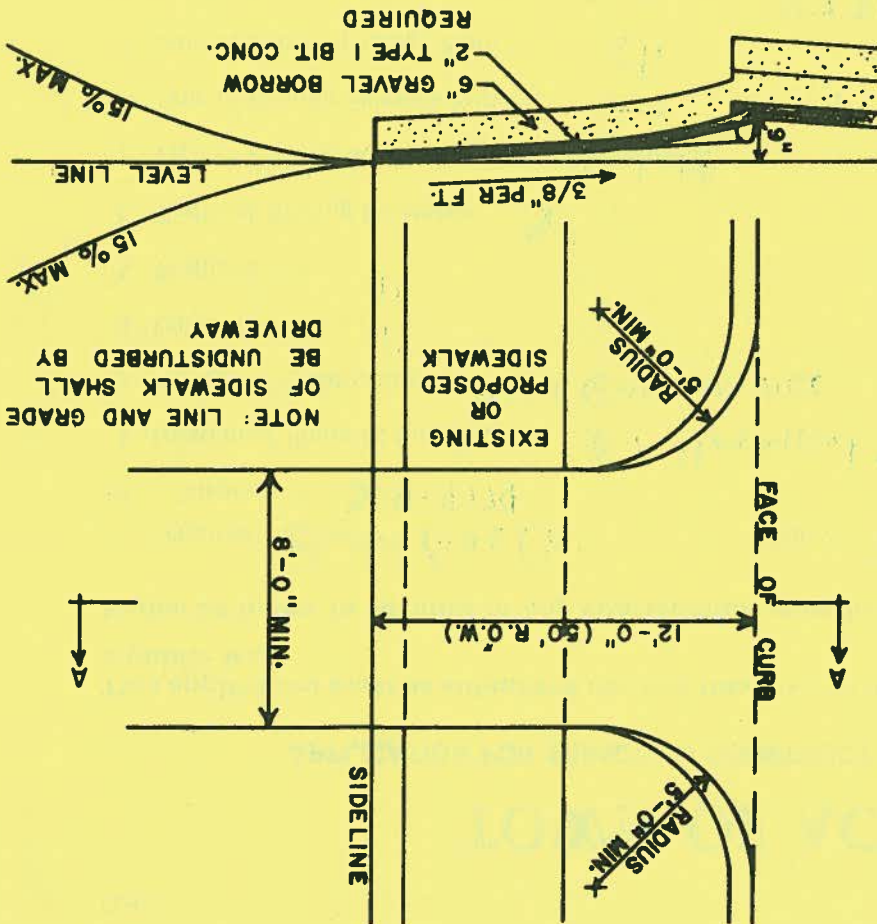 RADIUS
5'-0" MIN.
SIDELINE
A
FACE OF CURB
12'-0" (50' R.O.W.)
8'-0" MIN.
A
RADIUS
5'-0" MIN.
EXISTING
OR
PROPOSED
SIDEWALK
NOTE: LINE AND GRADE
OF SIDEWALK SHALL
BE UNDISTURBED BY
DRIVEWAY
15% MAX.
3/8" PER FT.
LEVEL LINE
6"
15% MAX.
6" GRAVEL BORROW
2" TYPE I BIT. CONC.
REQUIRED